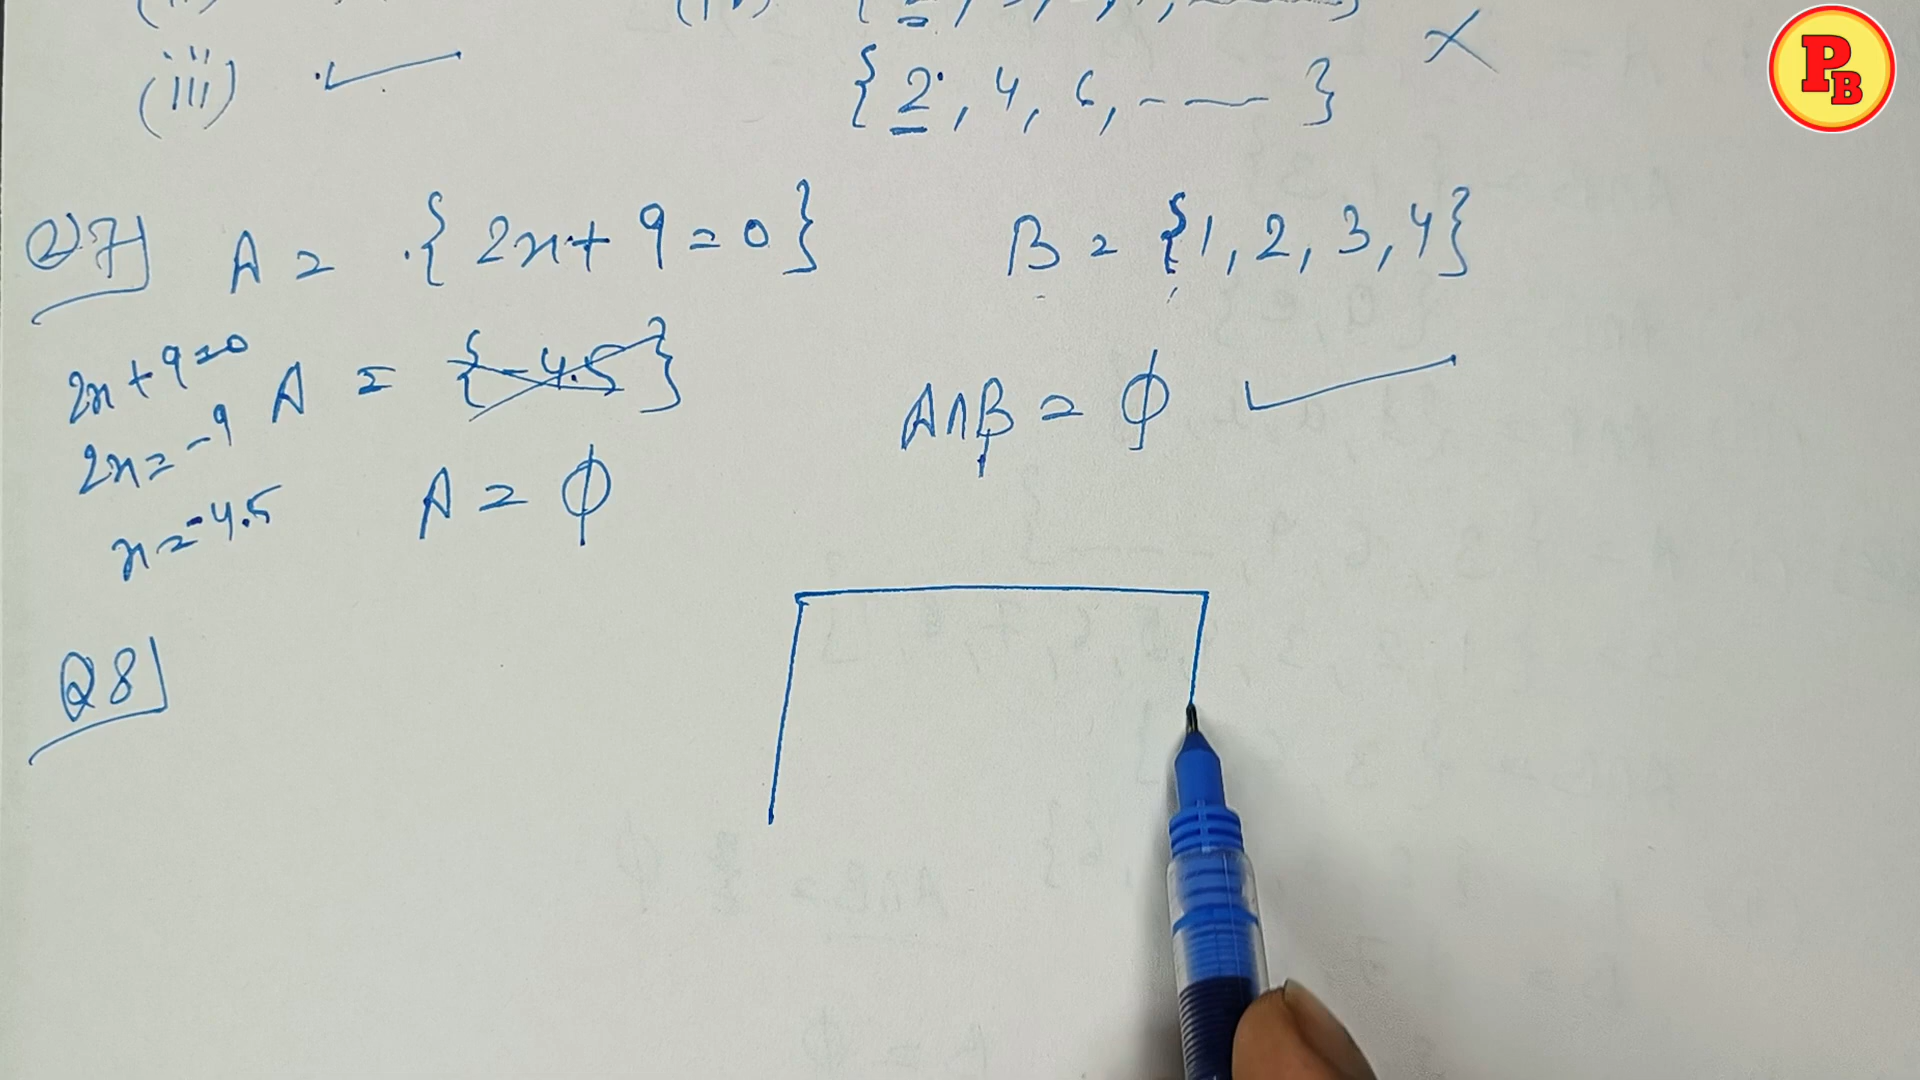 (iii)
{2, 4, 6, - — }
Q7] A = {2x + 9 = 0} B = {1, 2, 3, 4}
2x + 9 = 0
2x = -9
x = -4.5
A = {-4.5}
A = ϕ
A∩B = ϕ
Q8]
PB